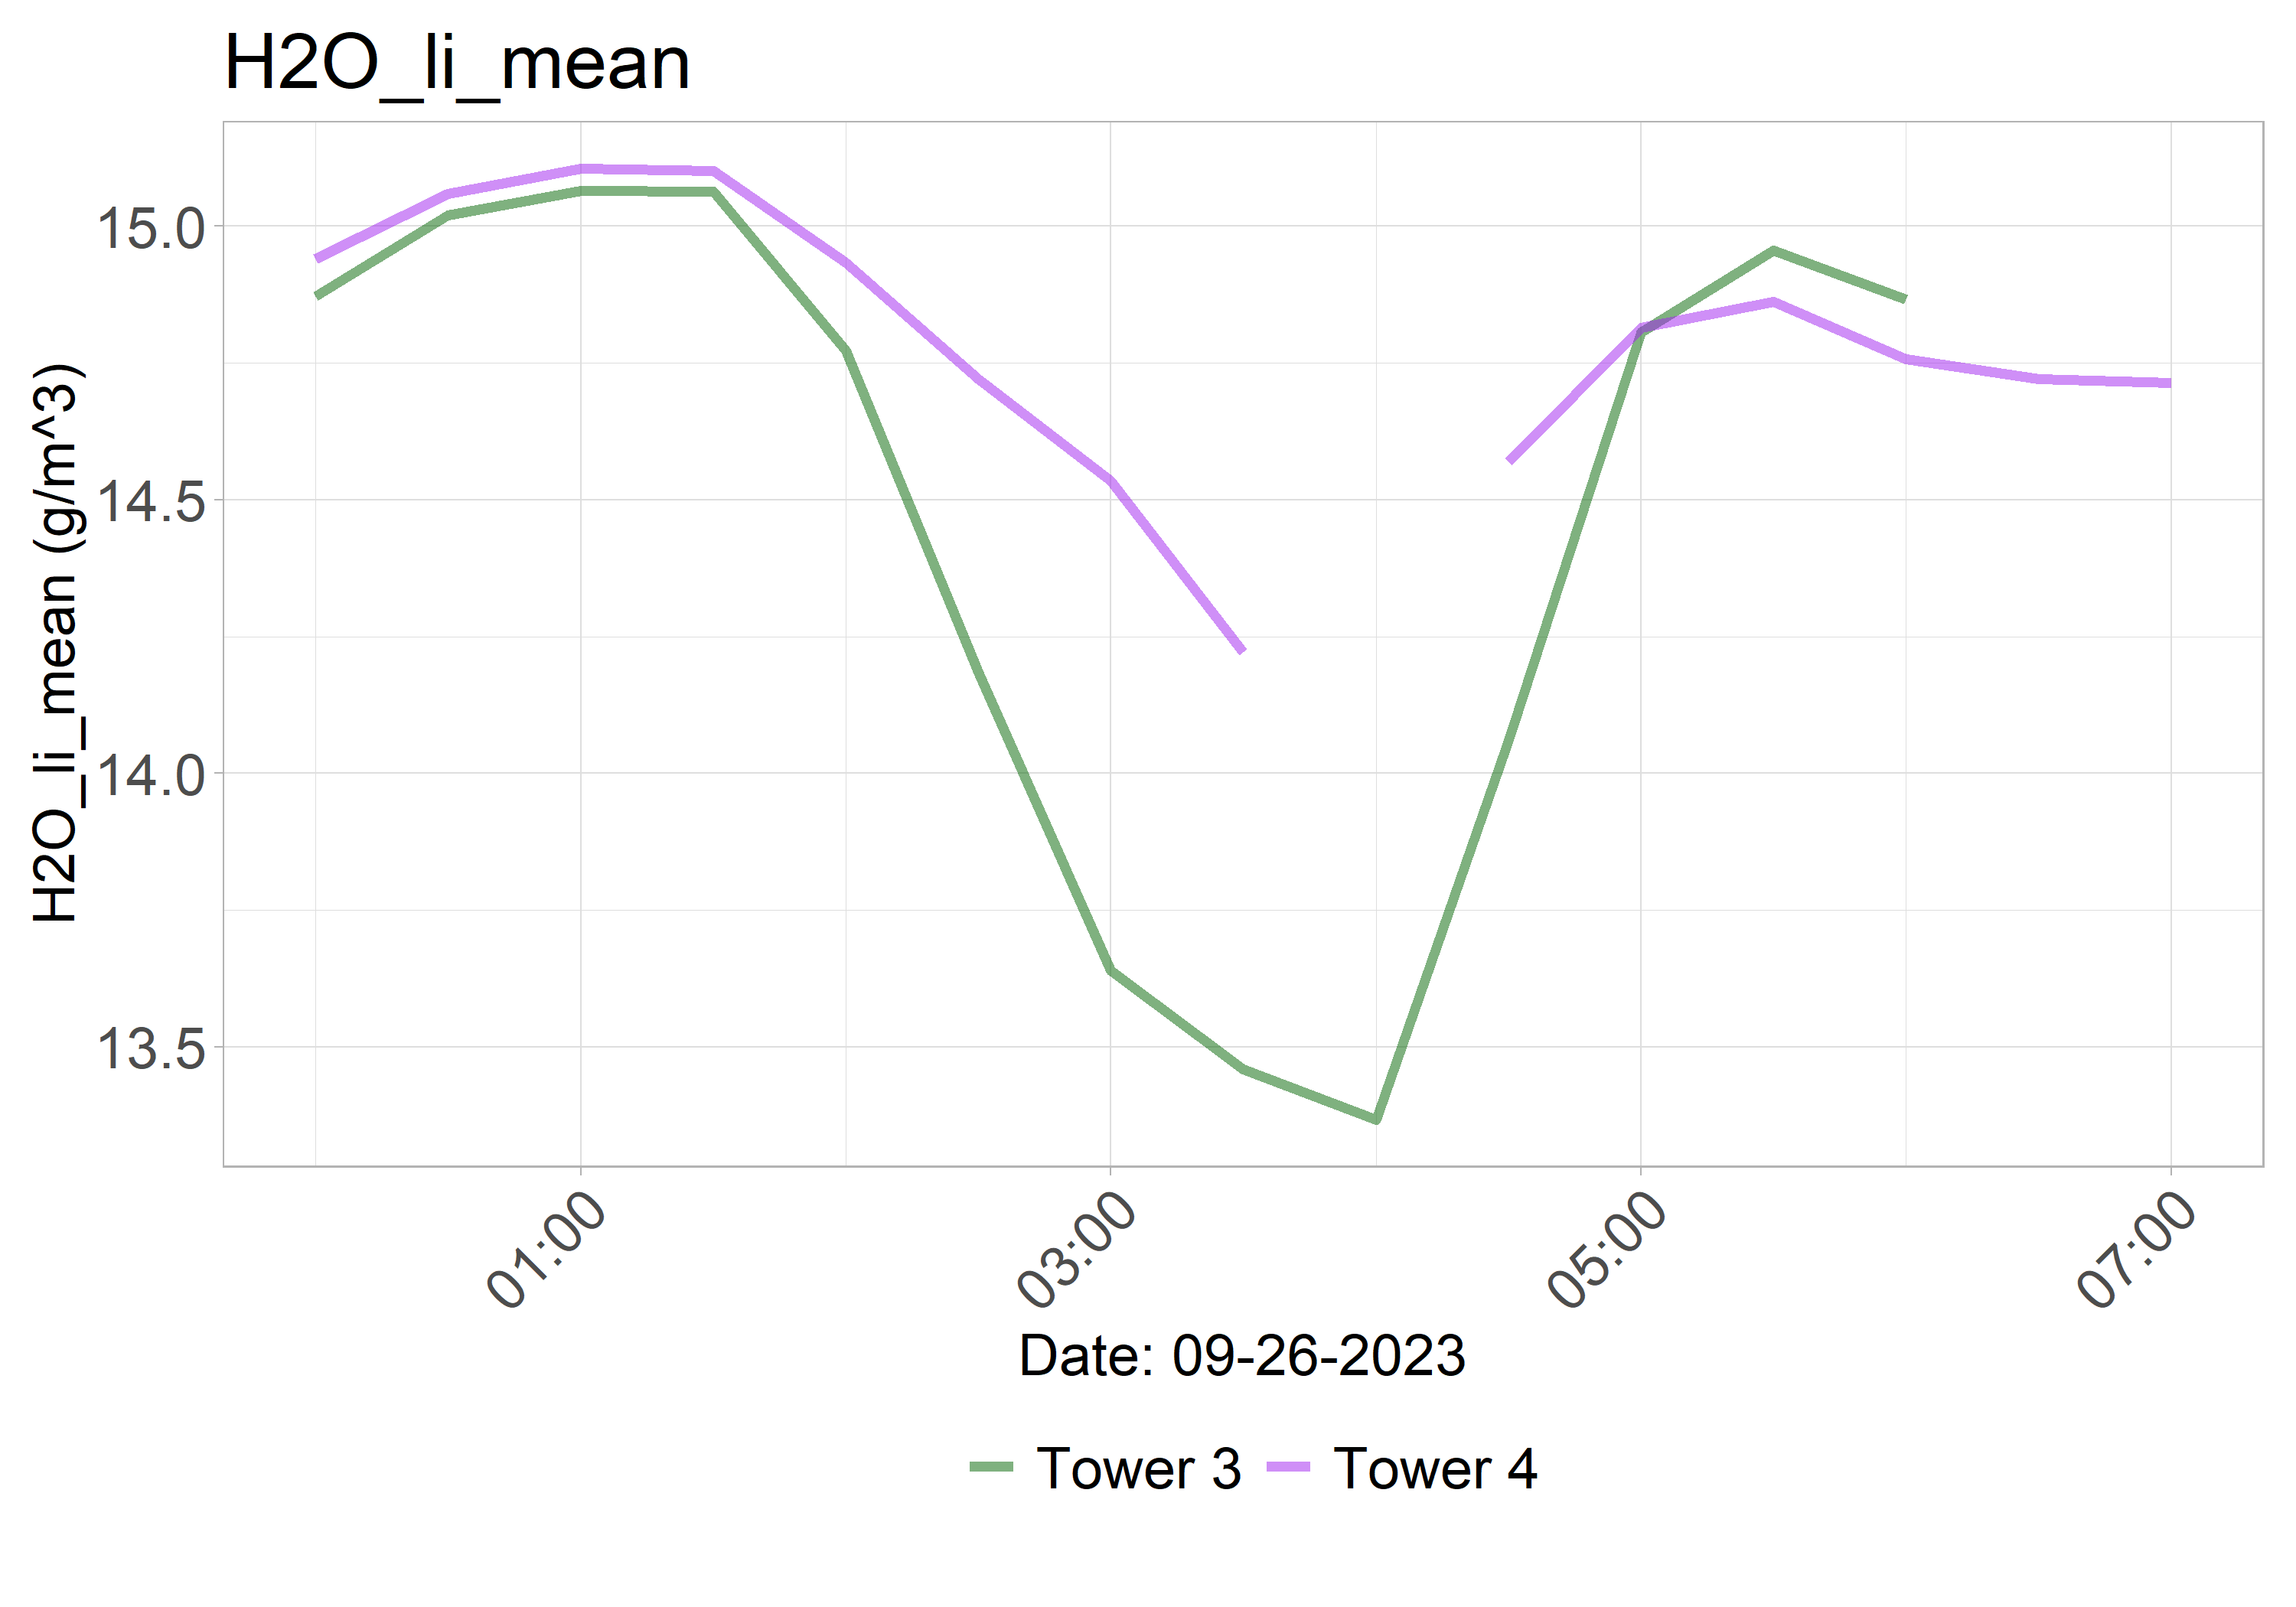 H2O_li_mean
H2O_li_mean (g/m^3)
15.0
14.5
14.0
13.5
01:00
03:00
05:00
07:00
Date: 09-26-2023
Tower 3
Tower 4